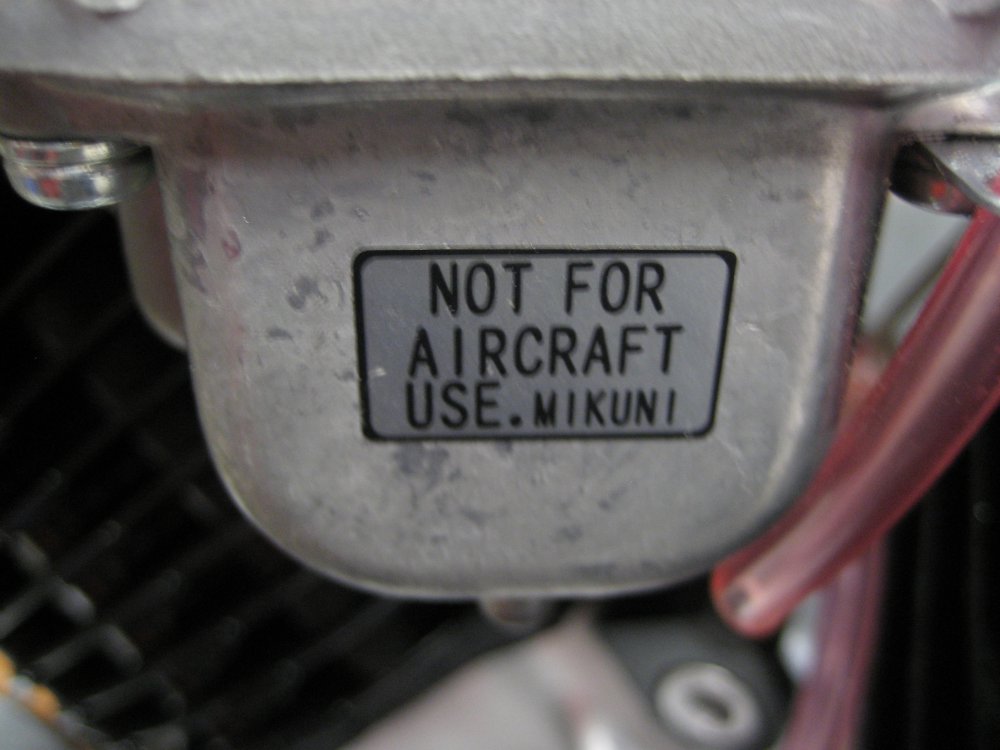 NOT FOR
AIRCRAFT
USE. MIKUNI